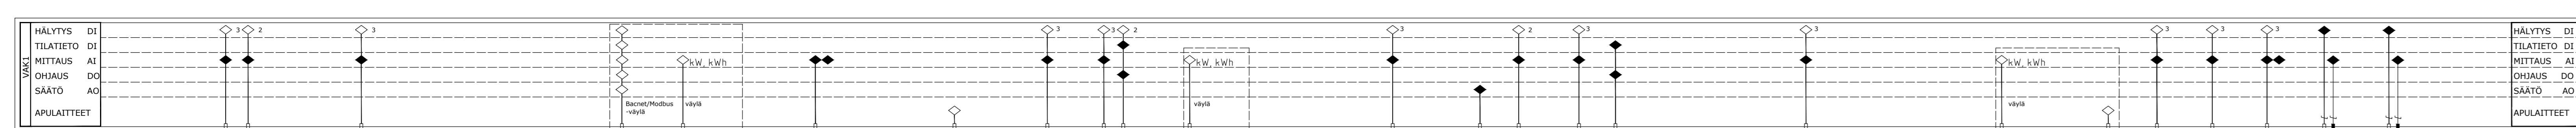 VAK1
HÄLYTYS DI 3 2 3 3 3 2 3 2 3 3 3 3 3 HÄLYTYS DI
TILATIETO DI TILATIETO DI
MITTAUS AI kW, kWh kW, kWh kW, kWh MITTAUS AI
OHJAUS DO OHJAUS DO
SÄÄTÖ AO SÄÄTÖ AO
Bacnet/Modbus väylä väylä väylä
-väylä
APULAITTEET APULAITTEET